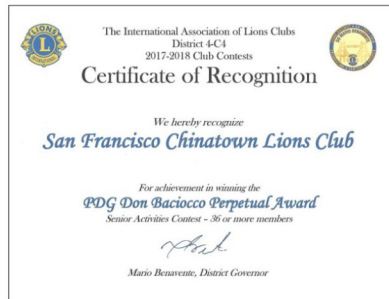 The International Association of Lions Clubs
District 4-C4
2017-2018 Club Contests
Certificate of Recognition
We hereby recognize
San Francisco Chinatown Lions Club
For achievement in winning the
PDG Don Baciocco Perpetual Award
Senior Activities Contest – 36 or more members
Mario Benavente, District Governor
LIONS
L
INTERNATIONAL